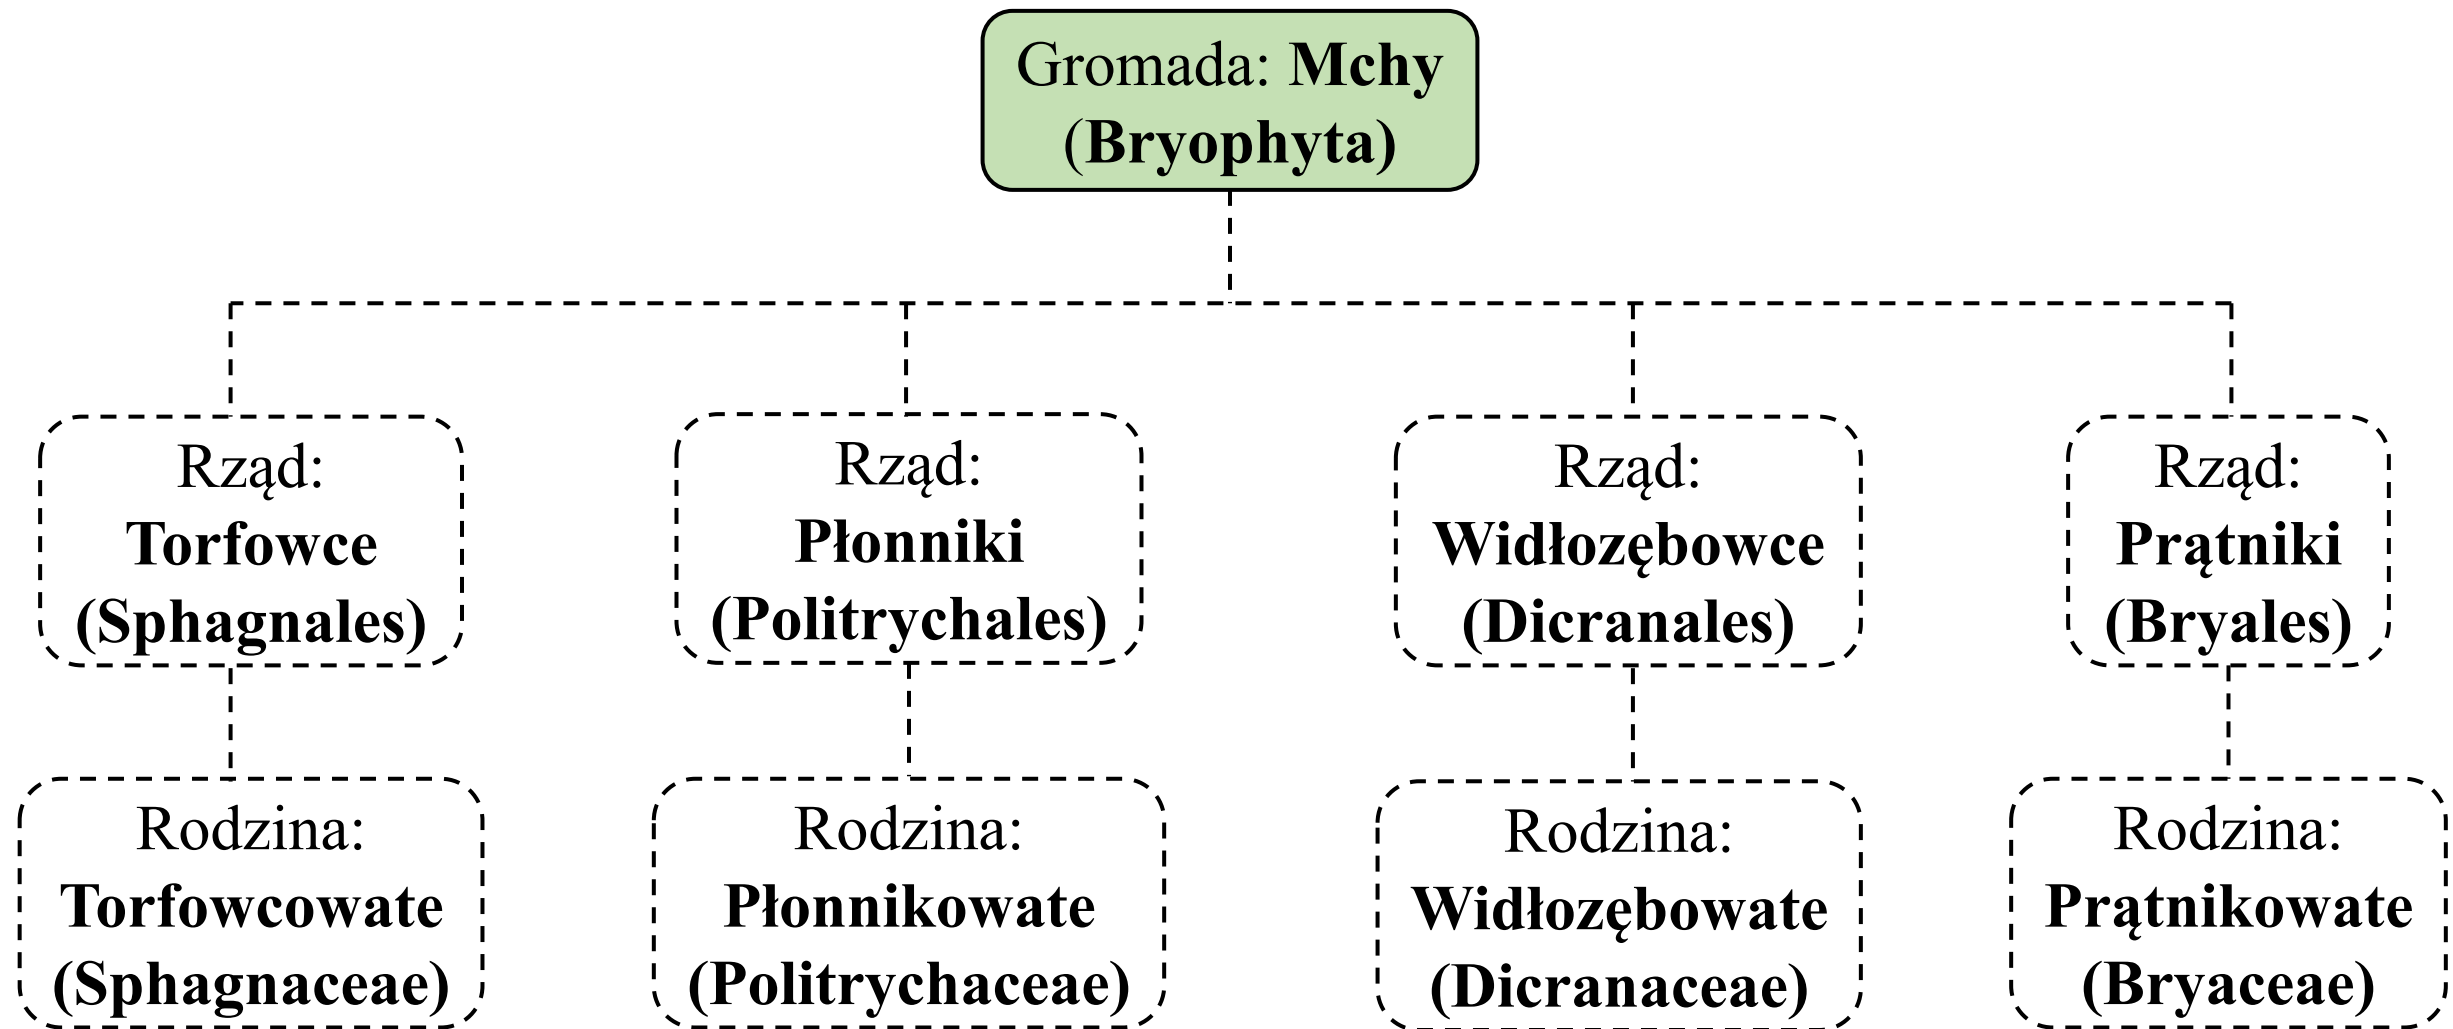 Gromada: Mchy
(Bryophyta)
Rząd:
Torfowce
(Sphagnales)
Rząd:
Płonniki
(Politrychales)
Rząd:
Widłozębowce
(Dicranales)
Rząd:
Prątniki
(Bryales)
Rodzina:
Torfowcowate
(Sphagnaceae)
Rodzina:
Płonnikowate
(Politrychaceae)
Rodzina:
Widłozębowate
(Dicranaceae)
Rodzina:
Prątnikowate
(Bryaceae)